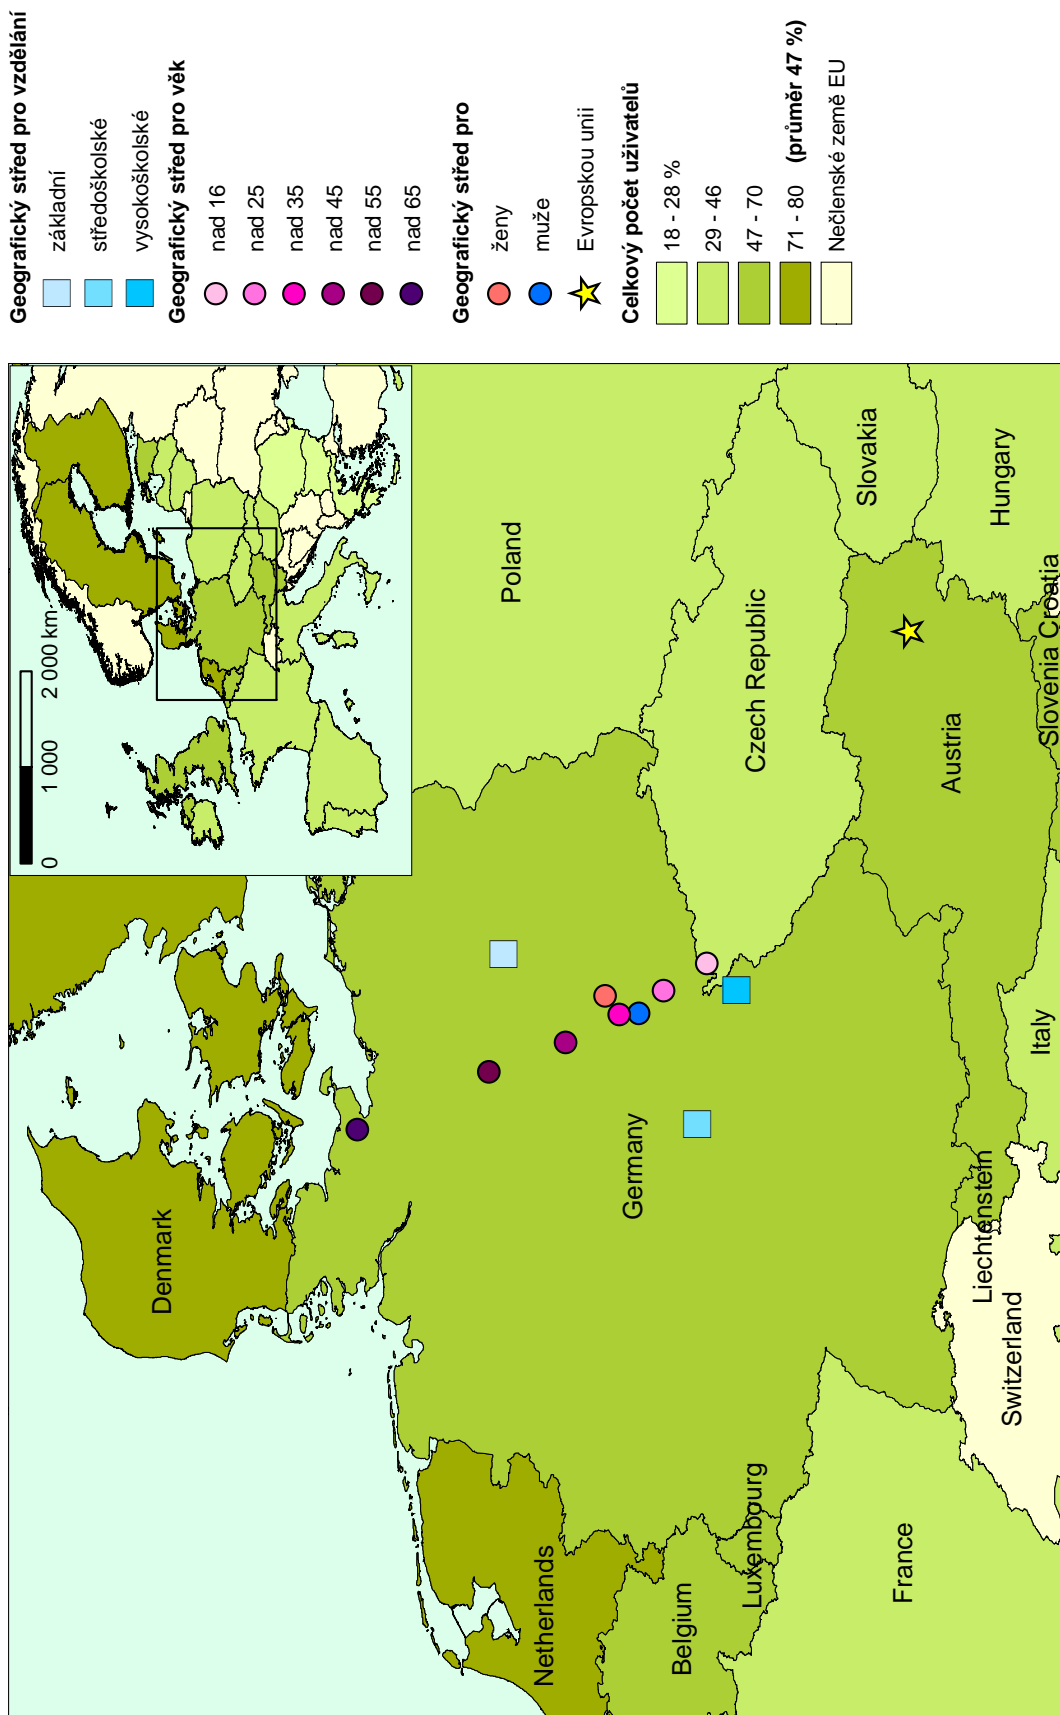 Geografický střed pro vzdělání
základní
středoškolské
vysokoškolské
Geografický střed pro věk
nad 16
nad 25
nad 35
nad 45
nad 55
nad 65
Geografický střed pro
ženy
muže
Evropskou unii
Celkový počet uživatelů
18 - 28 %
29 - 46
47 - 70
71 - 80 (průměr 47 %)
Nečlenské země EU
0 1 000 2 000 km
Denmark
Poland
Netherlands
Germany
Belgium
Luxembourg
Czech Republic
Slovakia
France
Austria
Liechtenstein
Hungary
Switzerland
Italy
Slovenia
Croatia